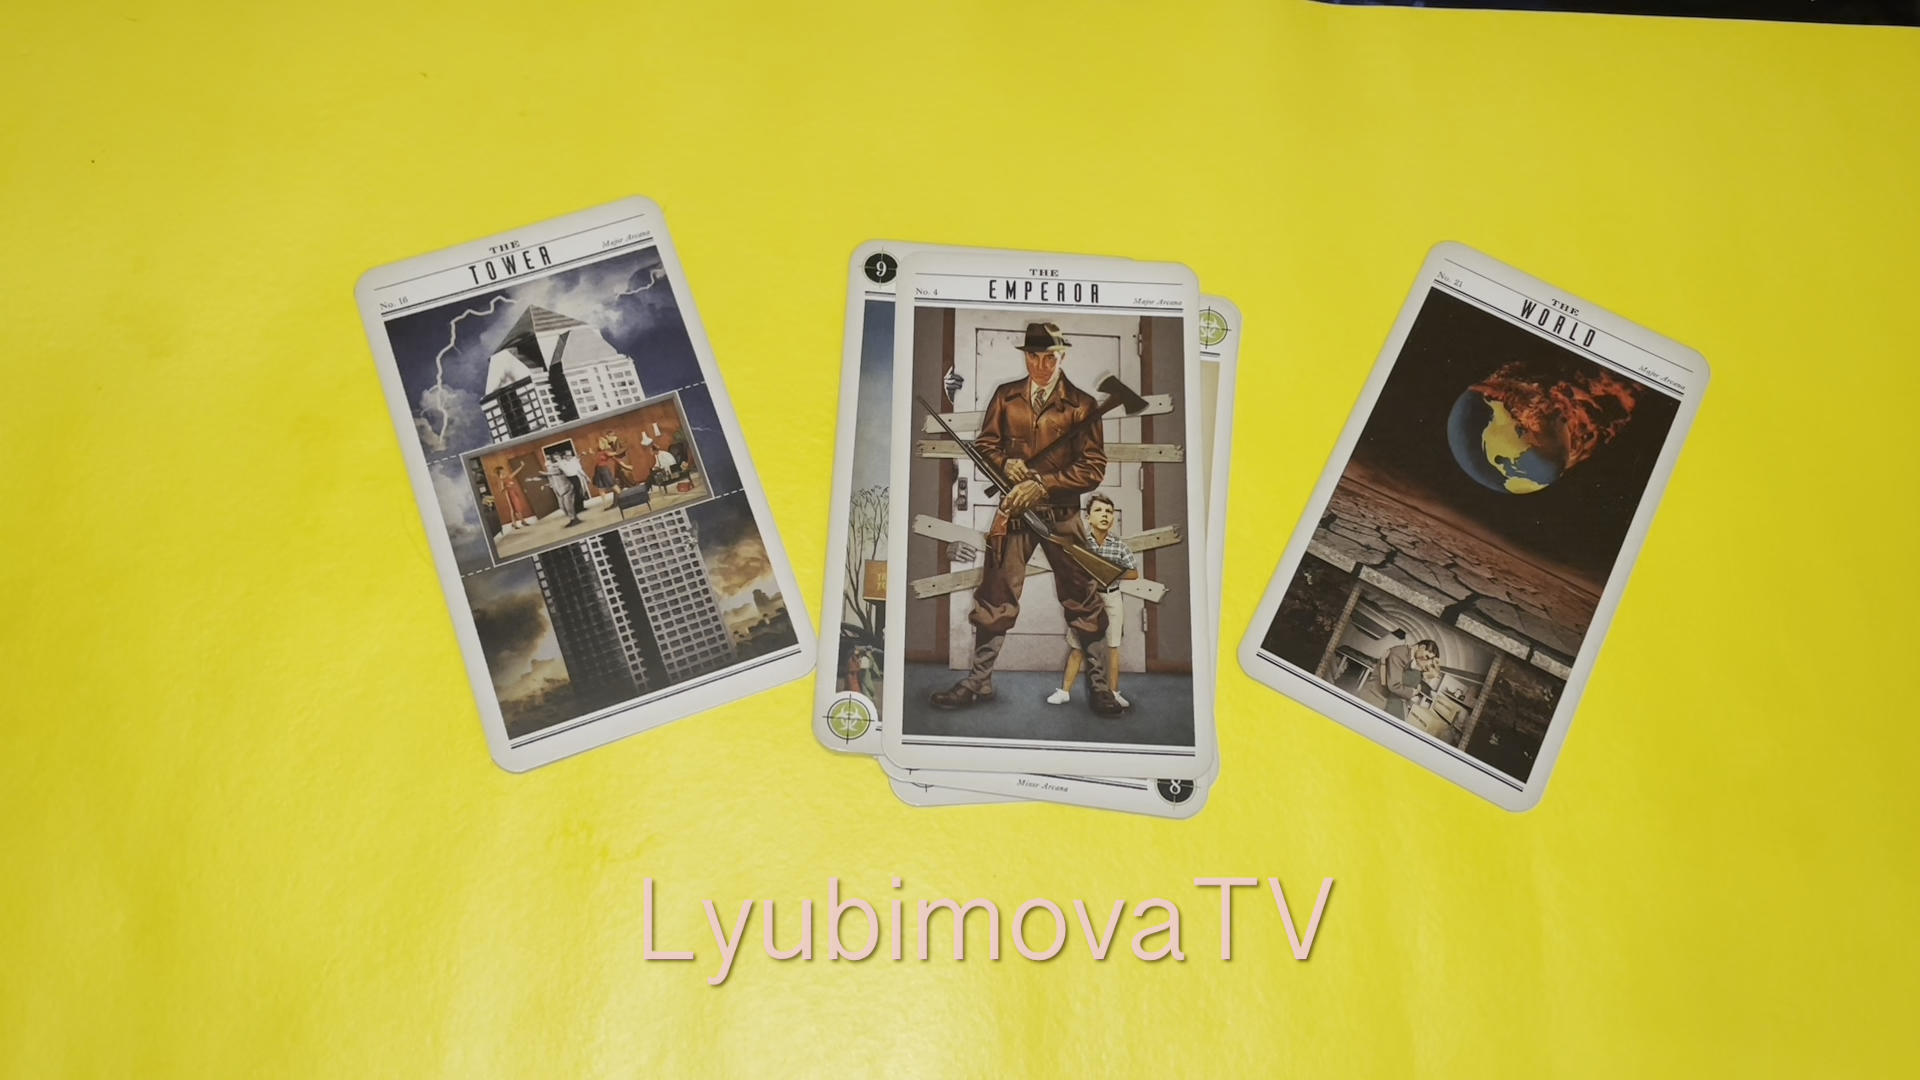 THE
TOWER
No. 16
Major Arcana
9
THE
EMPEROR
No. 4
Major Arcana
Minor Arcana
8
THE
WORLD
No. 21
Major Arcana
LyubimovaTV